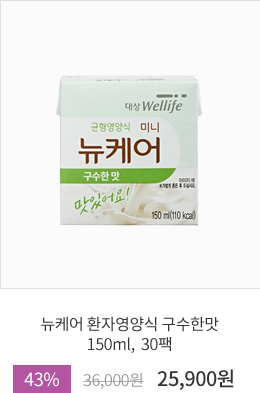 대상 Wellife
균형영양식 미니
뉴케어
구수한 맛
맛있어요!
150 ml(110 kcal)
뉴케어 환자영양식 구수한맛
150ml, 30팩
43% 36,000원 25,900원